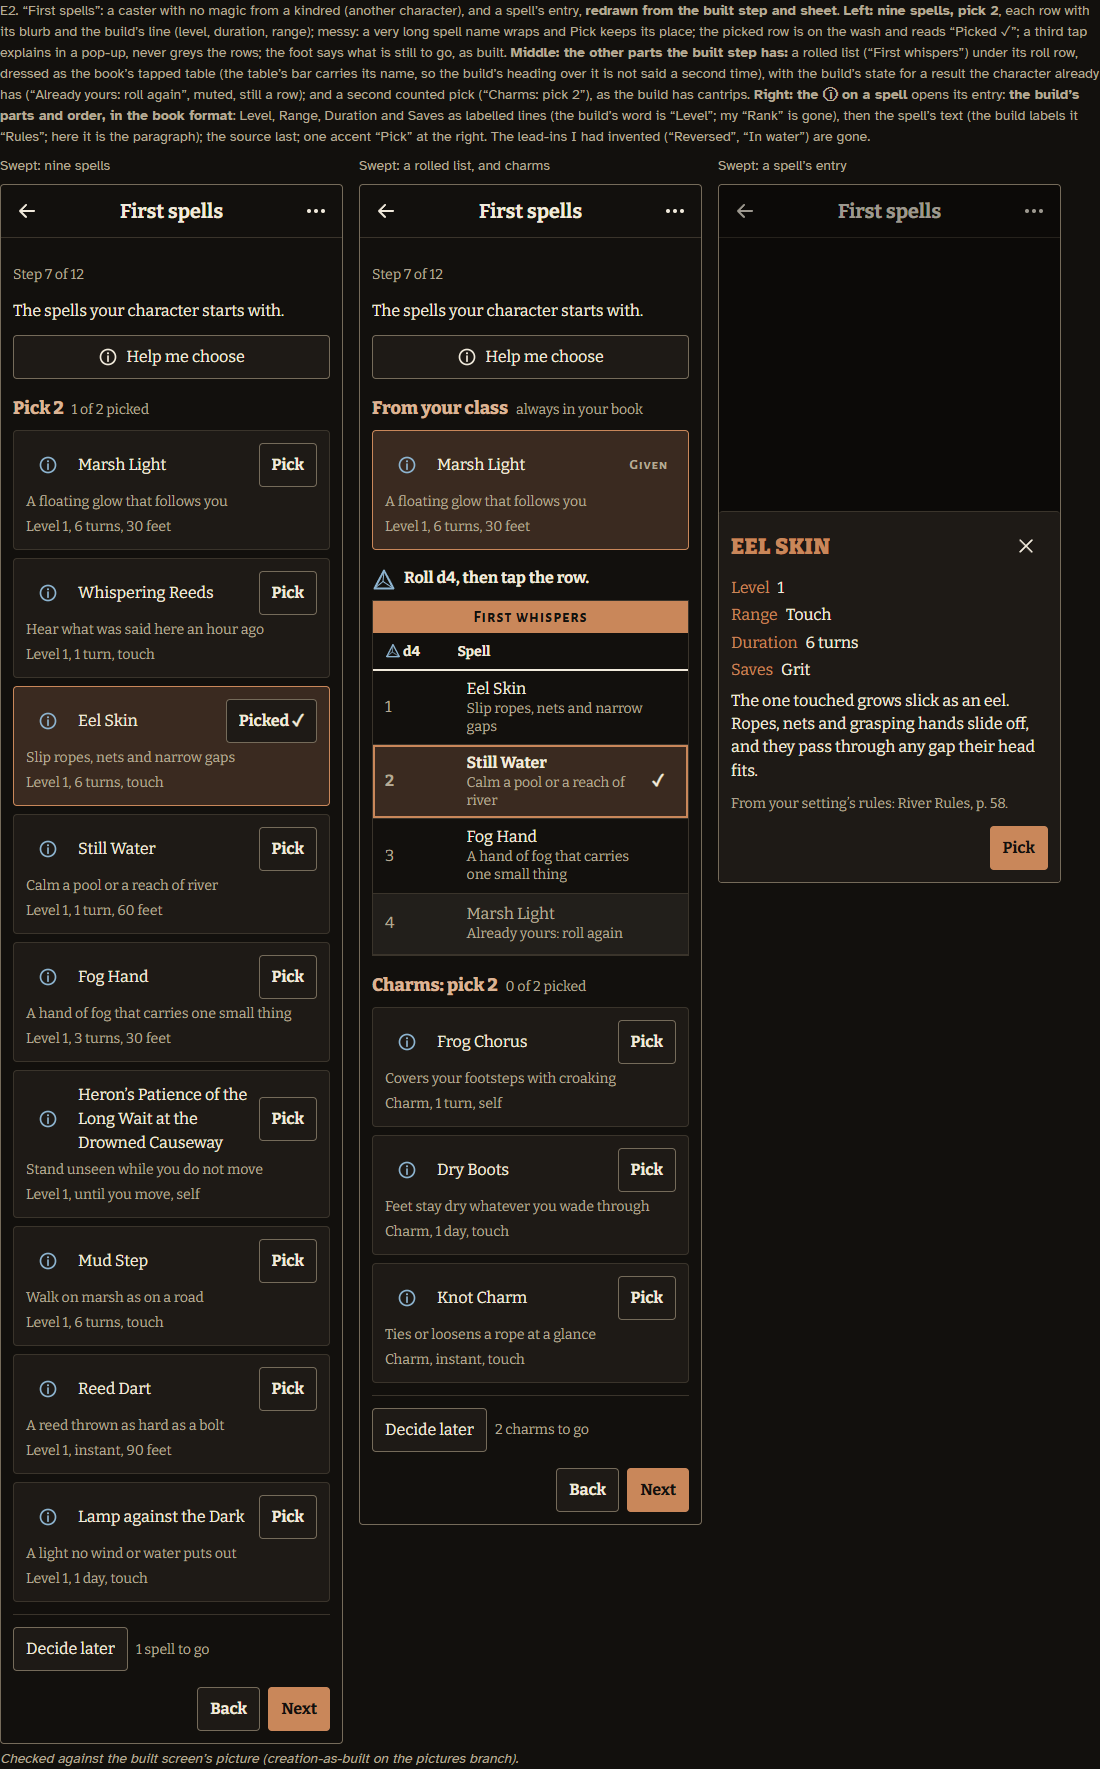 E2. “First spells”: a caster with no magic from a kindred (another character), and a spell’s entry, redrawn from the built step and sheet. Left: nine spells, pick 2, each row with
its blurb and the build’s line (level, duration, range); messy: a very long spell name wraps and Pick keeps its place; the picked row is on the wash and reads “Picked ✓”; a third tap
explains in a pop-up, never greys the rows; the foot says what is still to go, as built. Middle: the other parts the built step has: a rolled list (“First whispers”) under its roll row,
dressed as the book’s tapped table (the table’s bar carries its name, so the build’s heading over it is not said a second time), with the build’s state for a result the character already
has (“Already yours: roll again”, muted, still a row); and a second counted pick (“Charms: pick 2”), as the build has cantrips. Right: the ⓘ on a spell opens its entry: the build’s
parts and order, in the book format: Level, Range, Duration and Saves as labelled lines (the build’s word is “Level”; my “Rank” is gone), then the spell’s text (the build labels it
“Rules”; here it is the paragraph); the source last; one accent “Pick” at the right. The lead-ins I had invented (“Reversed”, “In water”) are gone.
Swept: nine spells
First spells
Step 7 of 12
The spells your character starts with.
Help me choose
Pick 2 1 of 2 picked
Marsh Light Pick
A floating glow that follows you
Level 1, 6 turns, 30 feet
Whispering Reeds Pick
Hear what was said here an hour ago
Level 1, 1 turn, touch
Eel Skin Picked ✓
Slip ropes, nets and narrow gaps
Level 1, 6 turns, touch
Still Water Pick
Calm a pool or a reach of river
Level 1, 1 turn, 60 feet
Fog Hand Pick
A hand of fog that carries one small thing
Level 1, 3 turns, 30 feet
Heron’s Patience of the
Long Wait at the
Drowned Causeway
Pick
Stand unseen while you do not move
Level 1, until you move, self
Mud Step Pick
Walk on marsh as on a road
Level 1, 6 turns, touch
Reed Dart Pick
A reed thrown as hard as a bolt
Level 1, instant, 90 feet
Lamp against the Dark Pick
A light no wind or water puts out
Level 1, 1 day, touch
Decide later 1 spell to go
Back Next
Swept: a rolled list, and charms
First spells
Step 7 of 12
The spells your character starts with.
Help me choose
From your class always in your book
Marsh Light Given
A floating glow that follows you
Level 1, 6 turns, 30 feet
Roll d4, then tap the row.
First whispers
d4 Spell
1 Eel Skin
Slip ropes, nets and narrow
gaps
2 Still Water ✓
Calm a pool or a reach of
river
3 Fog Hand
A hand of fog that carries
one small thing
4 Marsh Light
Already yours: roll again
Charms: pick 2 0 of 2 picked
Frog Chorus Pick
Covers your footsteps with croaking
Charm, 1 turn, self
Dry Boots Pick
Feet stay dry whatever you wade through
Charm, 1 day, touch
Knot Charm Pick
Ties or loosens a rope at a glance
Charm, instant, touch
Decide later 2 charms to go
Back Next
Swept: a spell’s entry
First spells
EEL SKIN
Level 1
Range Touch
Duration 6 turns
Saves Grit
The one touched grows slick as an eel.
Ropes, nets and grasping hands slide off,
and they pass through any gap their head
fits.
From your setting’s rules: River Rules, p. 58.
Pick
Checked against the built screen’s picture (creation-as-built on the pictures branch).